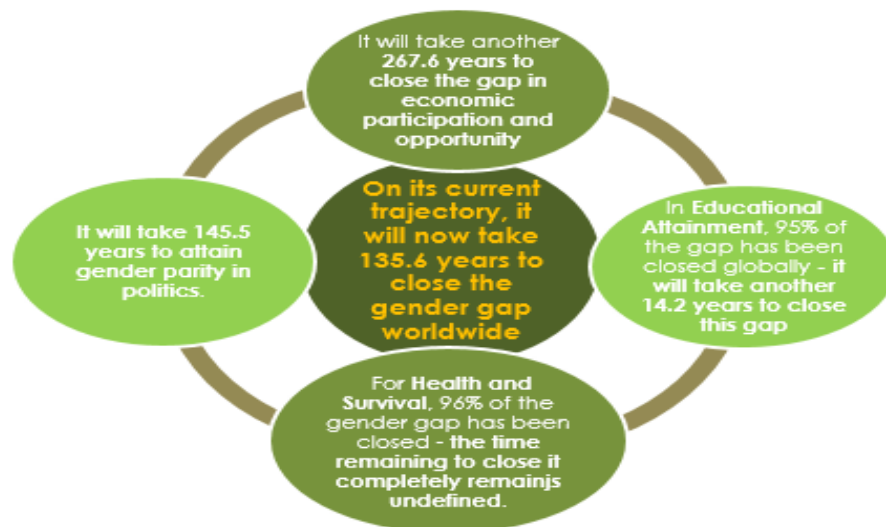 It will take another
267.6 years to
close the gap in
economic
participation and
opportunity
On its current
trajectory, it
will now take
135.6 years to
close the
gender gap
worldwide
It will take 145.5
years to attain
gender parity in
politics.
In Educational
Attainment, 95% of
the gap has been
closed globally - it
will take another
14.2 years to close
this gap
For Health and
Survival, 96% of the
gender gap has been
closed - the time
remaining to close it
completely remainjs
undefined.